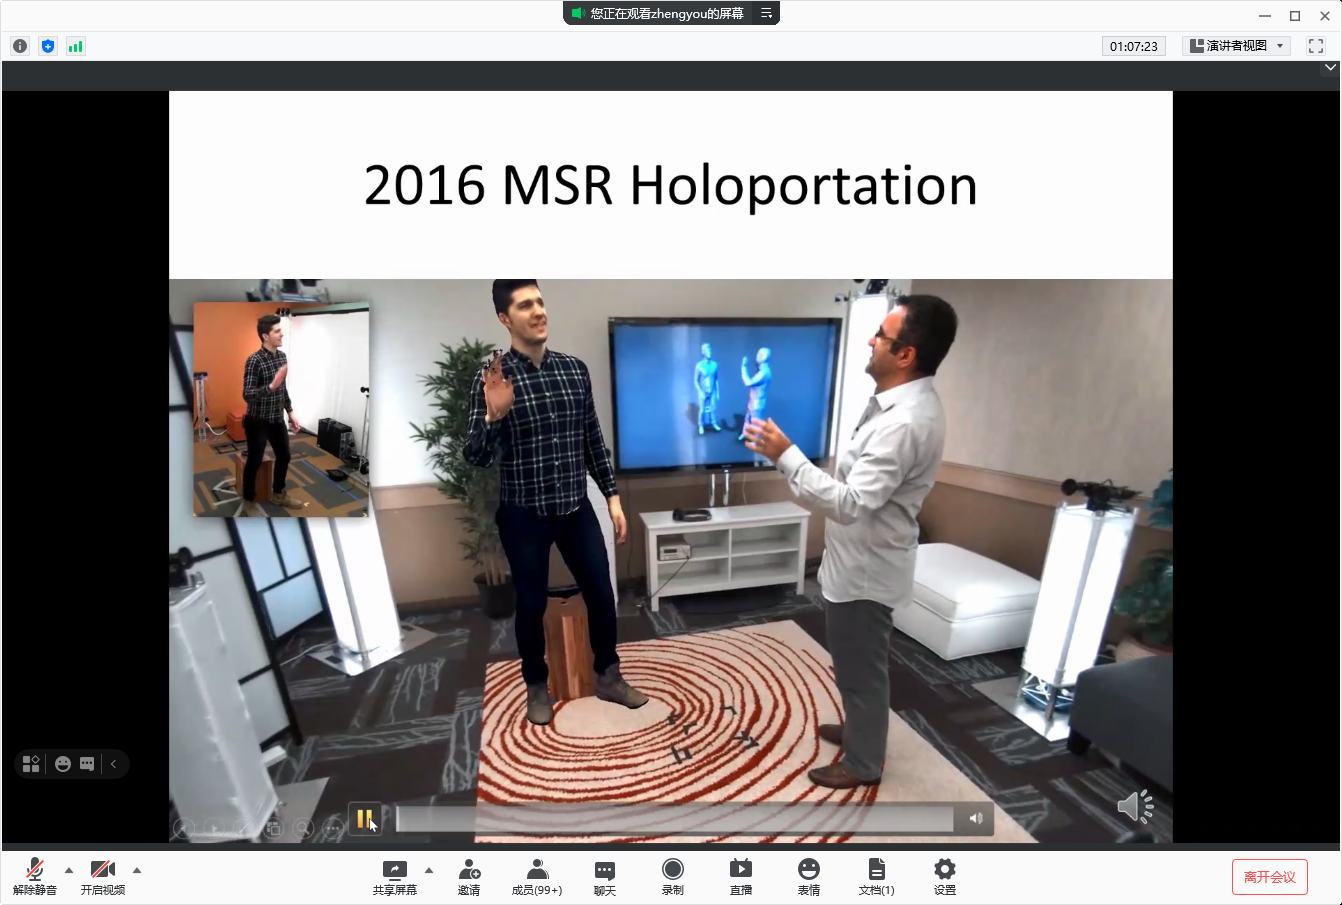 您正在观看zhengyou的屏幕
01:07:23
演讲者视图
2016 MSR Holoportation
解除静音
开启视频
共享屏幕
邀请
成员(99+)
聊天
录制
直播
表情
文档(1)
设置
离开会议